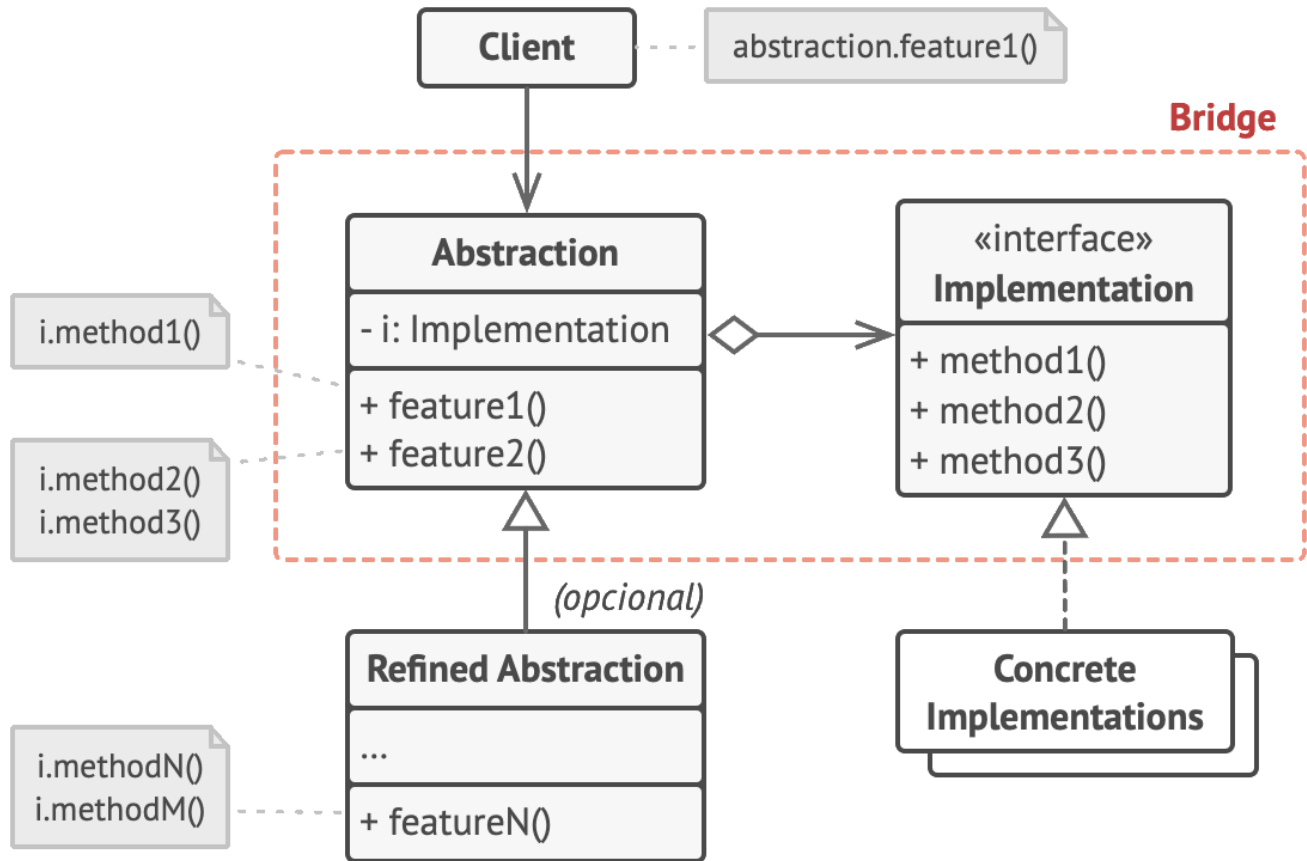 Client
abstraction.feature1()
Bridge
Abstraction
- i: Implementation
+ feature1()
+ feature2()
«interface»
Implementation
+ method1()
+ method2()
+ method3()
i.method1()
i.method2()
i.method3()
(opcional)
Refined Abstraction
...
+ featureN()
Concrete
Implementations
i.methodN()
i.methodM()